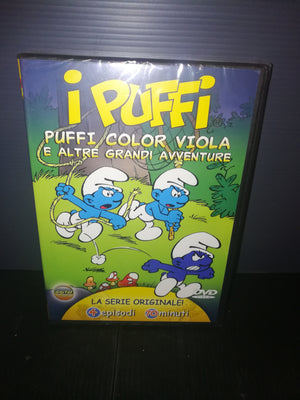 i PUFFi
PUFFI COLOR VIOLA
E ALTRE GRANDI AVVENTURE
LA SERIE ORIGINALE!
episodi minuti
DVD